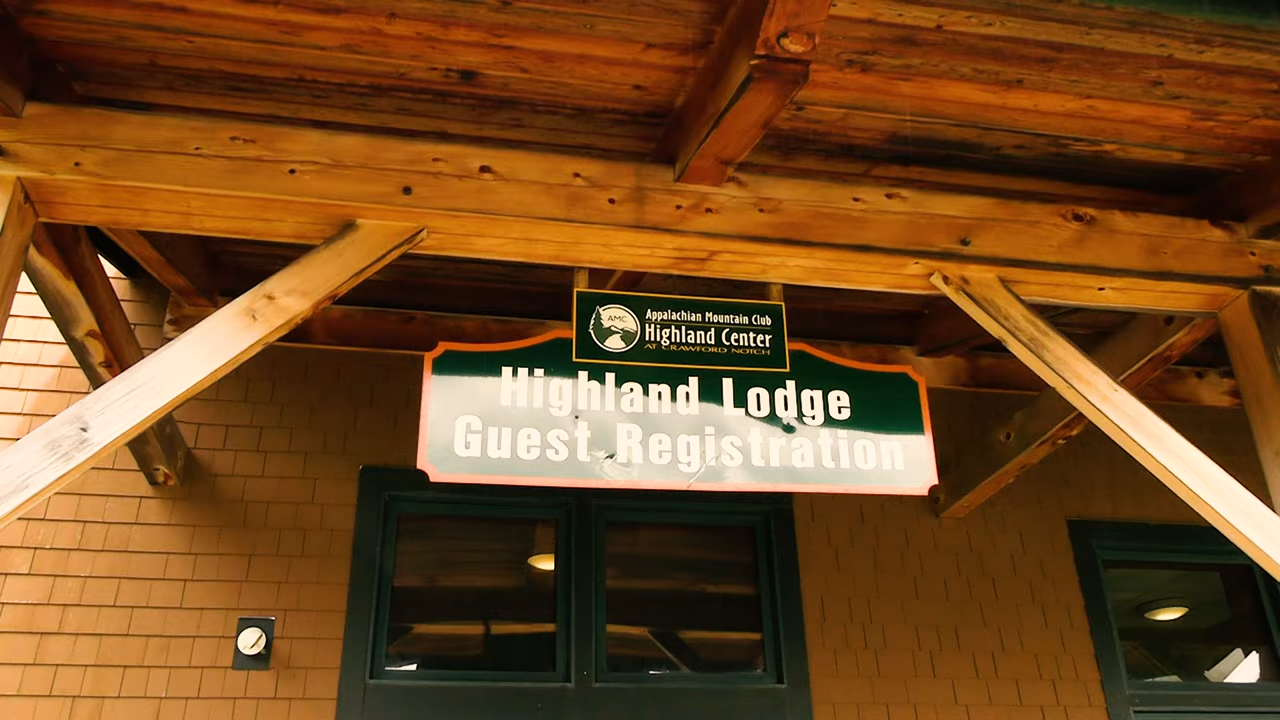 AMC
Appalachian Mountain Club
Highland Center
AT CRAWFORD NOTCH
Highland Lodge
Guest Registration